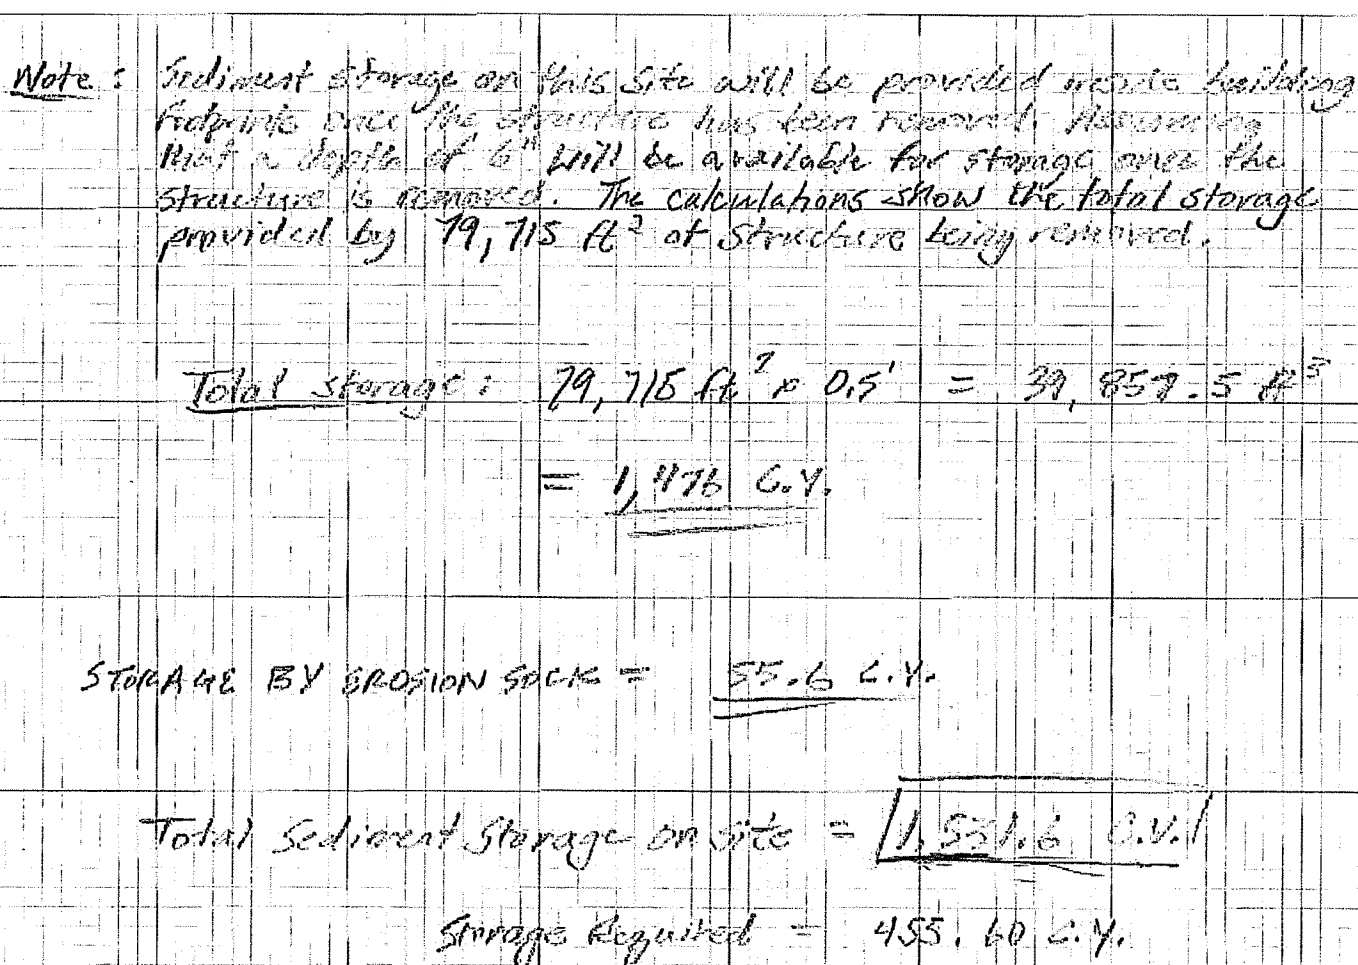 Note: Sediment storage on this site will be provided inside building
footprints once the structure has been removed. Assuming
that a depth of 6" will be available for storage once the
structure is removed. The calculations show the total storage
provided by 79,715 ft² of structure being removed.
Total storage: 79,715 ft² x 0.5' = 39,857.5 ft³
= 1,476 C.Y.
STORAGE BY EROSION SOCK = 55.6 C.Y.
Total Sediment Storage on site = 1,531.6 C.Y.
Storage Required = 455.60 C.Y.